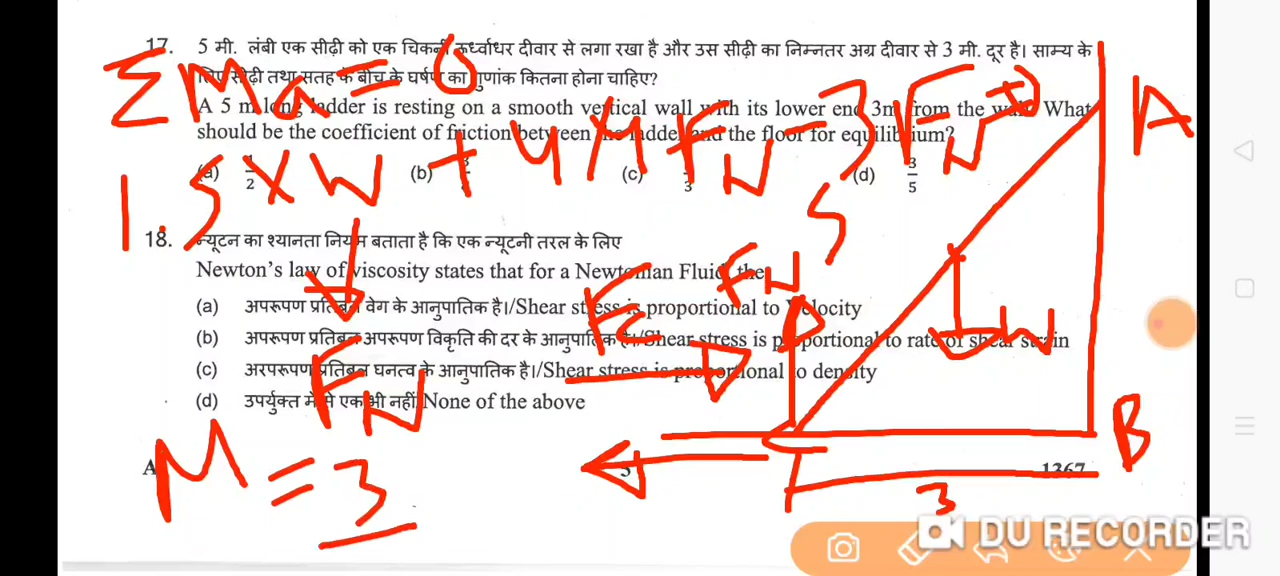 17. 5 मी. लंबी एक सीढ़ी को एक चिकनी ऊर्ध्वाधर दीवार से लगा रखा है और उस सीढ़ी का निम्नतर अग्र दीवार से 3 मी. दूर है। साम्य के
लिए सीढ़ी तथा सतह के बीच के घर्षण का गुणांक कितना होना चाहिए?
A 5 m long ladder is resting on a smooth vertical wall with its lower end 3m from the wall. What
should be the coefficient of friction between the ladder and the floor for equilibrium?
(a) 1/2 (b) (c) (d) 3/5
ΣMa = 0
1.5 x W + 4 M FN - 3 FN
A
5
18. न्यूटन का श्यानता नियम बताता है कि एक न्यूटनी तरल के लिए
Newton's law of viscosity states that for a Newtonian Fluid, the
(a) अपरूपण प्रतिबल वेग के आनुपातिक है।/Shear stress is proportional to Velocity
(b) अपरूपण प्रतिबल अपरूपण विकृति की दर के आनुपातिक है।/Shear stress is proportional to rate of shear strain
(c) अरपरूपण प्रतिबल घनत्व के आनुपातिक है।/Shear stress is proportional to density
(d) उपर्युक्त में से एक भी नहीं/None of the above
FN
FN
W
B
M = 3
3
1367
DU RECORDER